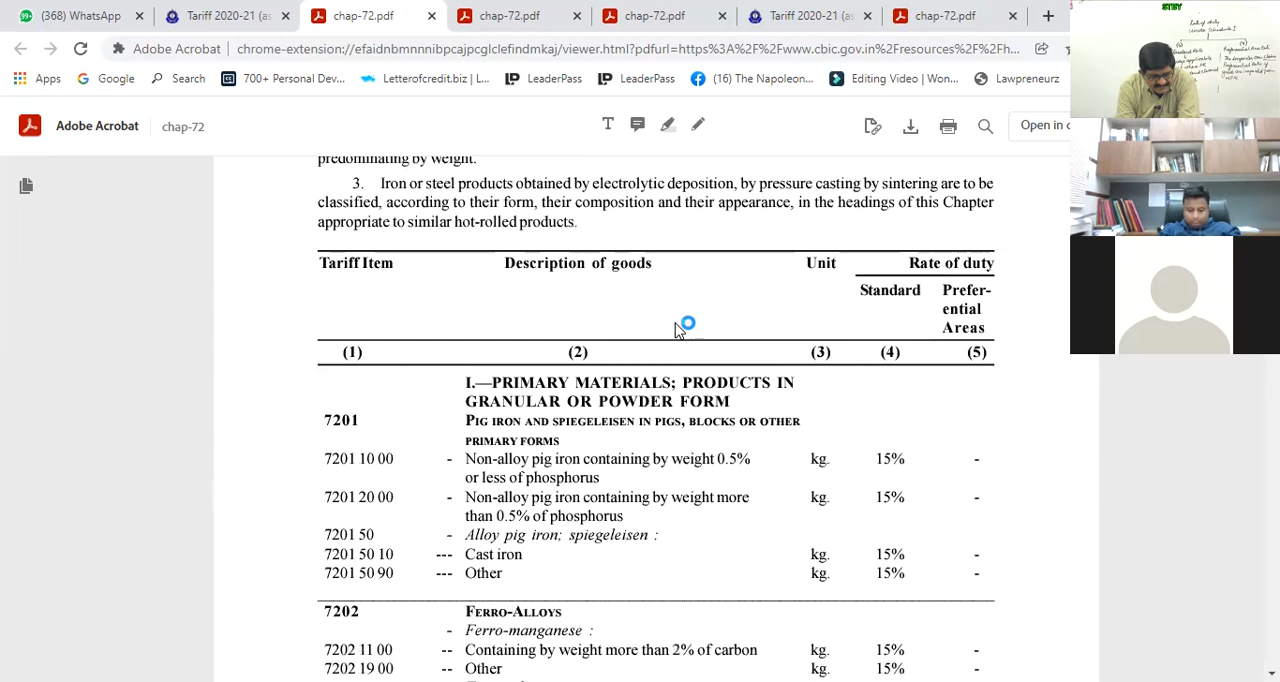 (368) WhatsApp
Tariff 2020-21 (as
chap-72.pdf
chap-72.pdf
chap-72.pdf
Tariff 2020-21 (as
chap-72.pdf
Adobe Acrobat | chrome-extension://efaidnbmnnnibpcajpcglclefindmkaj/viewer.html?pdfurl=https%3A%2F%2Fwww.cbic.gov.in%2Fresources%2F%2Fh...
Apps
Google
Search
700+ Personal Dev...
Letterofcredit.biz | L...
LeaderPass
LeaderPass
(16) The Napoleon...
Editing Video | Won...
Lawpreneurz
Adobe Acrobat
chap-72
Open in
predominating by weight.
3. Iron or steel products obtained by electrolytic deposition, by pressure casting by sintering are to be
classified, according to their form, their composition and their appearance, in the headings of this Chapter
appropriate to similar hot-rolled products.
Tariff Item Description of goods Unit Rate of duty
Standard Prefer-
ential
Areas
(1) (2) (3) (4) (5)
I.—PRIMARY MATERIALS; PRODUCTS IN
GRANULAR OR POWDER FORM
7201 PIG IRON AND SPIEGELEISEN IN PIGS, BLOCKS OR OTHER
PRIMARY FORMS
7201 10 00 - Non-alloy pig iron containing by weight 0.5% kg. 15% -
or less of phosphorus
7201 20 00 - Non-alloy pig iron containing by weight more kg. 15% -
than 0.5% of phosphorus
7201 50 - Alloy pig iron; spiegeleisen :
7201 50 10 --- Cast iron kg. 15% -
7201 50 90 --- Other kg. 15% -
7202 FERRO-ALLOYS
- Ferro-manganese :
7202 11 00 -- Containing by weight more than 2% of carbon kg. 15% -
7202 19 00 -- Other kg. 15% -
Rate of duty
Under Schedule I